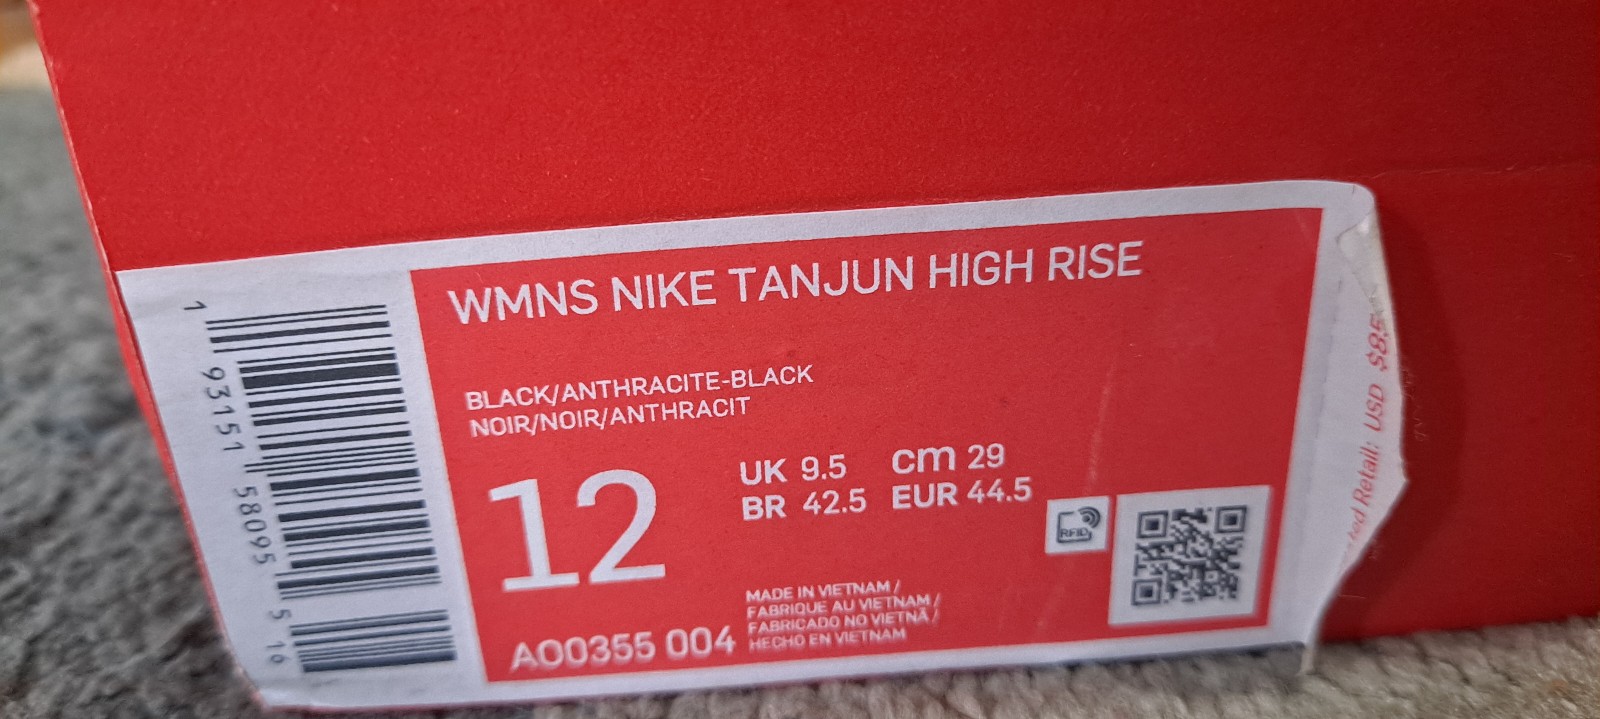 WMNS NIKE TANJUN HIGH RISE
BLACK/ANTHRACITE-BLACK
NOIR/NOIR/ANTHRACIT
12
UK 9.5 cm 29
BR 42.5 EUR 44.5
RFID
MADE IN VIETNAM /
FABRIQUE AU VIETNAM /
FABRICADO NO VIETNÃ /
HECHO EN VIETNAM
AO0355 004
1 93151 58095 5 16
Retail: USD